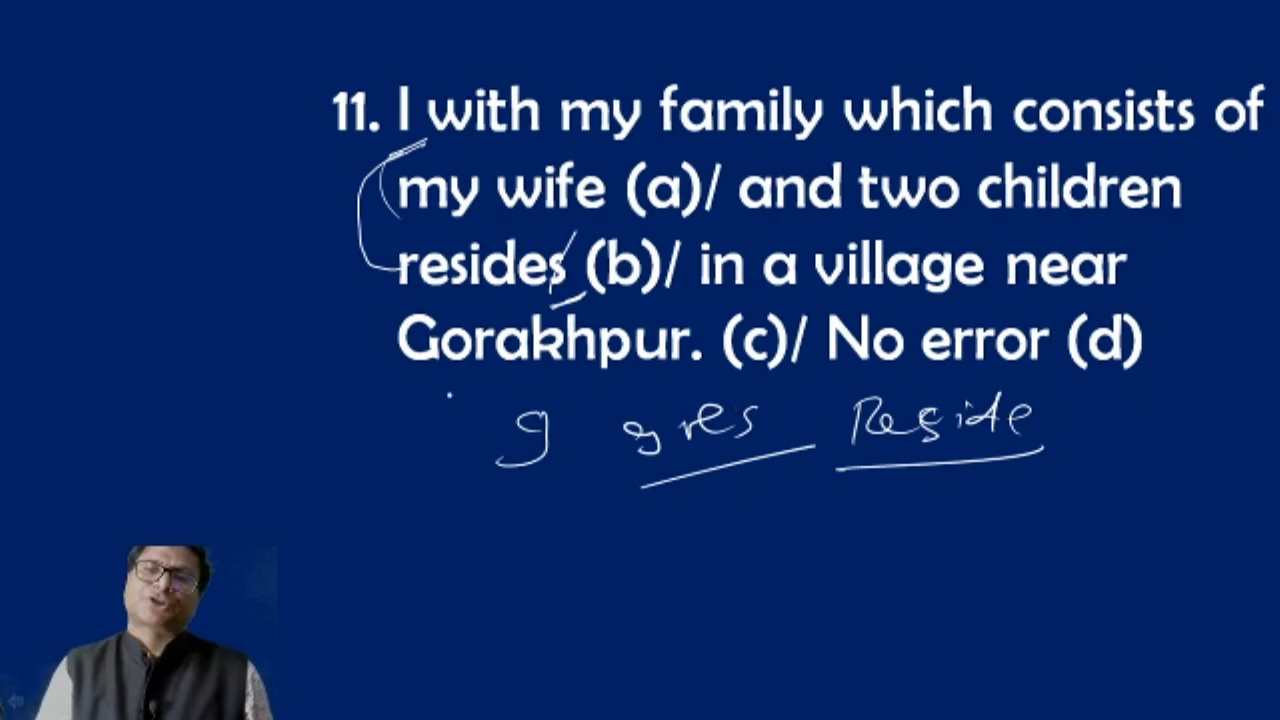 11. I with my family which consists of
my wife (a)/ and two children
resides (b)/ in a village near
Gorakhpur. (c)/ No error (d)
Reside